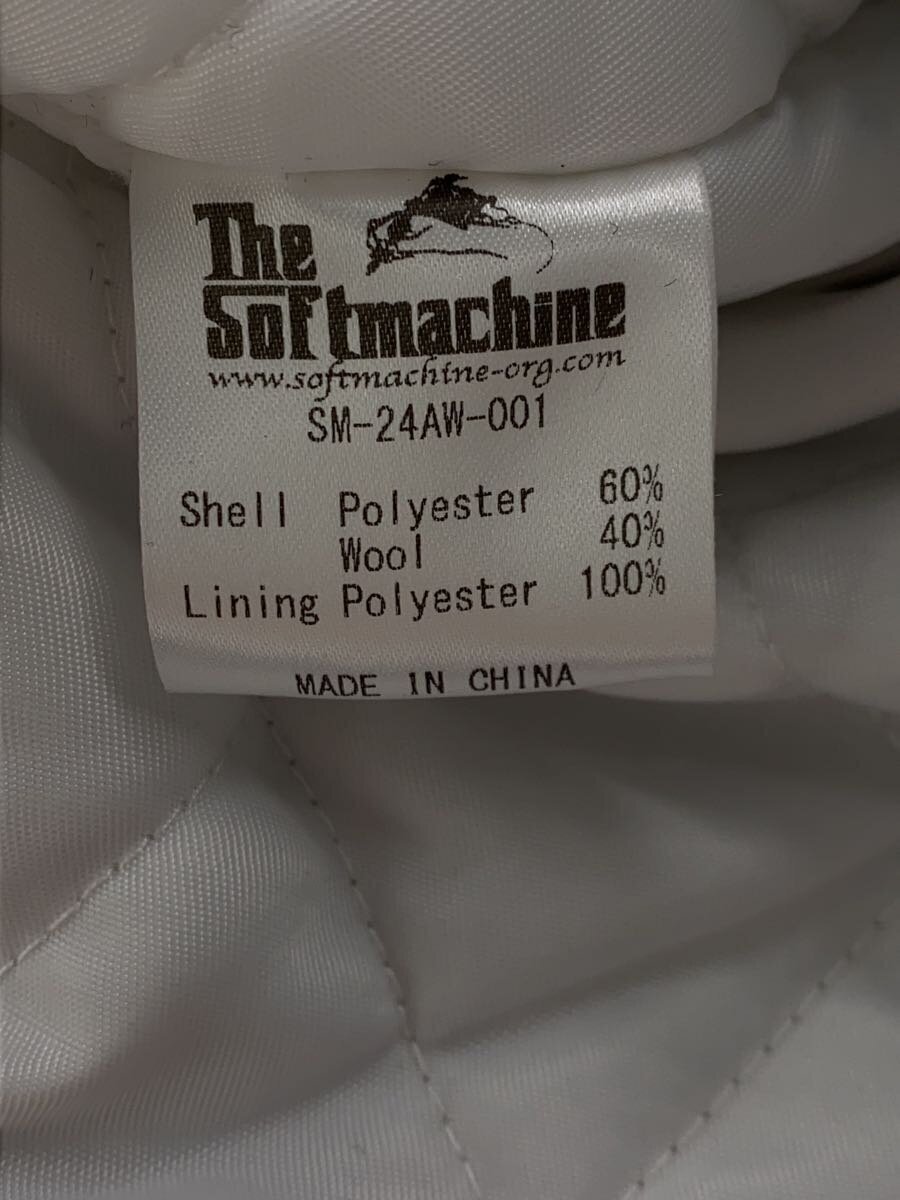 The
Softmachine
www.softmachine-org.com
SM-24AW-001
Shell Polyester 60%
Wool 40%
Lining Polyester 100%
MADE IN CHINA